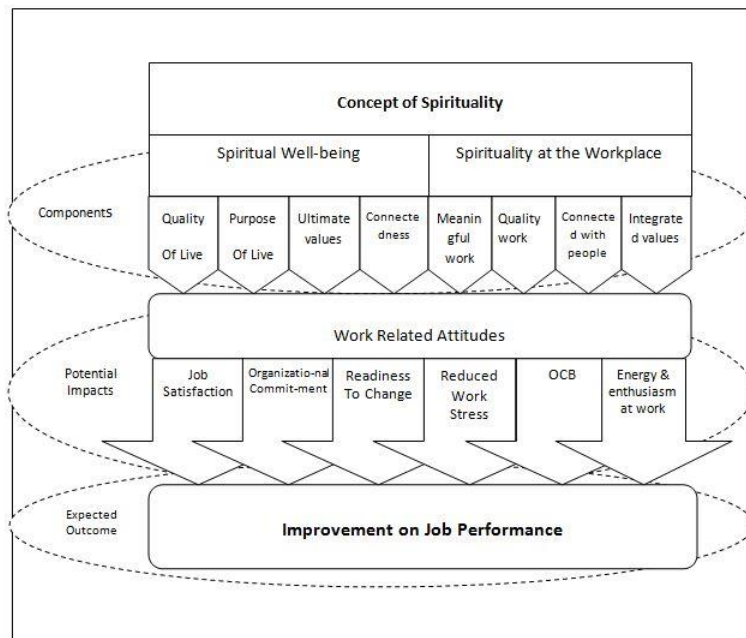 Concept of Spirituality
Spiritual Well-being
Spirituality at the Workplace
Components
Quality
Of Live
Purpose
Of Live
Ultimate
values
Connecte
dness
Meanin
gful
work
Quality
work
Connecte
d with
people
Integrate
d values
Work Related Attitudes
Potential
Impacts
Job
Satisfaction
Organizatio-nal
Commit-ment
Readiness
To Change
Reduced
Work
Stress
OCB
Energy &
enthusiasm
at work
Expected
Outcome
Improvement on Job Performance